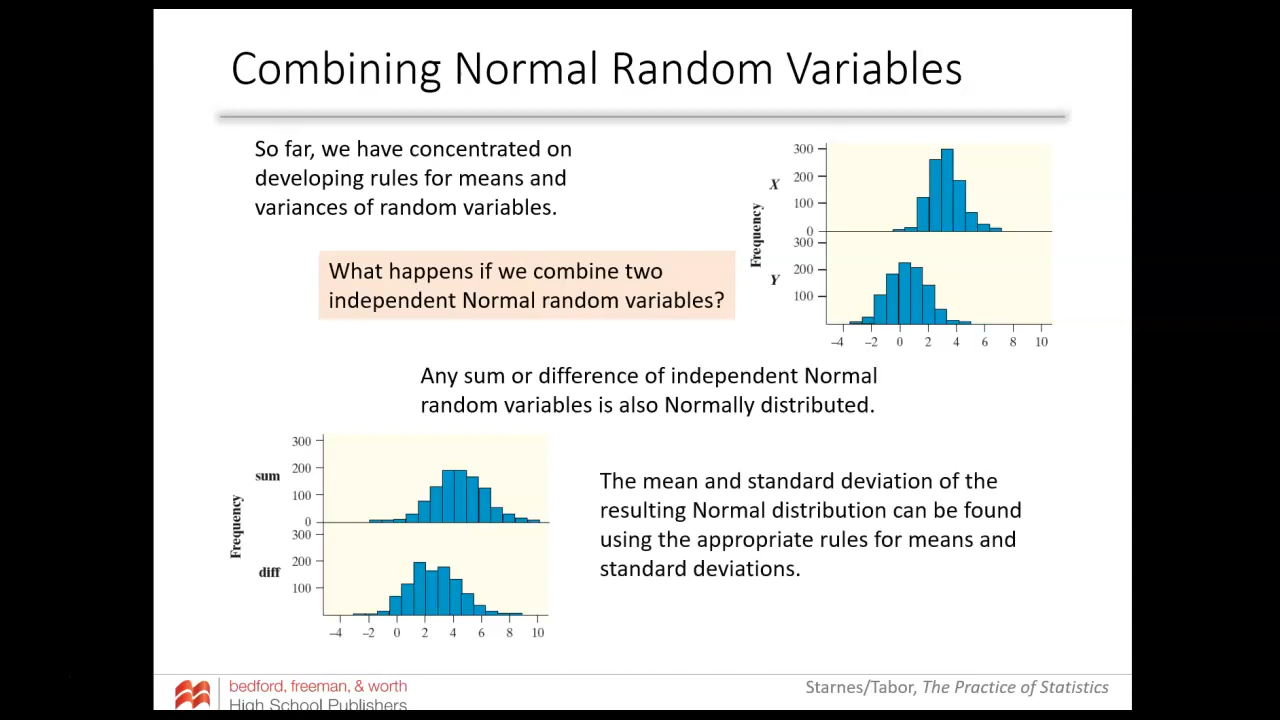 Combining Normal Random Variables
So far, we have concentrated on
developing rules for means and
variances of random variables.
What happens if we combine two
independent Normal random variables?
Frequency
X
300
200
100
0
Y
300
200
100
–4 –2 0 2 4 6 8 10
Any sum or difference of independent Normal
random variables is also Normally distributed.
Frequency
sum
300
200
100
0
diff
300
200
100
–4 –2 0 2 4 6 8 10
The mean and standard deviation of the
resulting Normal distribution can be found
using the appropriate rules for means and
standard deviations.
bedford, freeman, & worth
High School Publishers
Starnes/Tabor, The Practice of Statistics